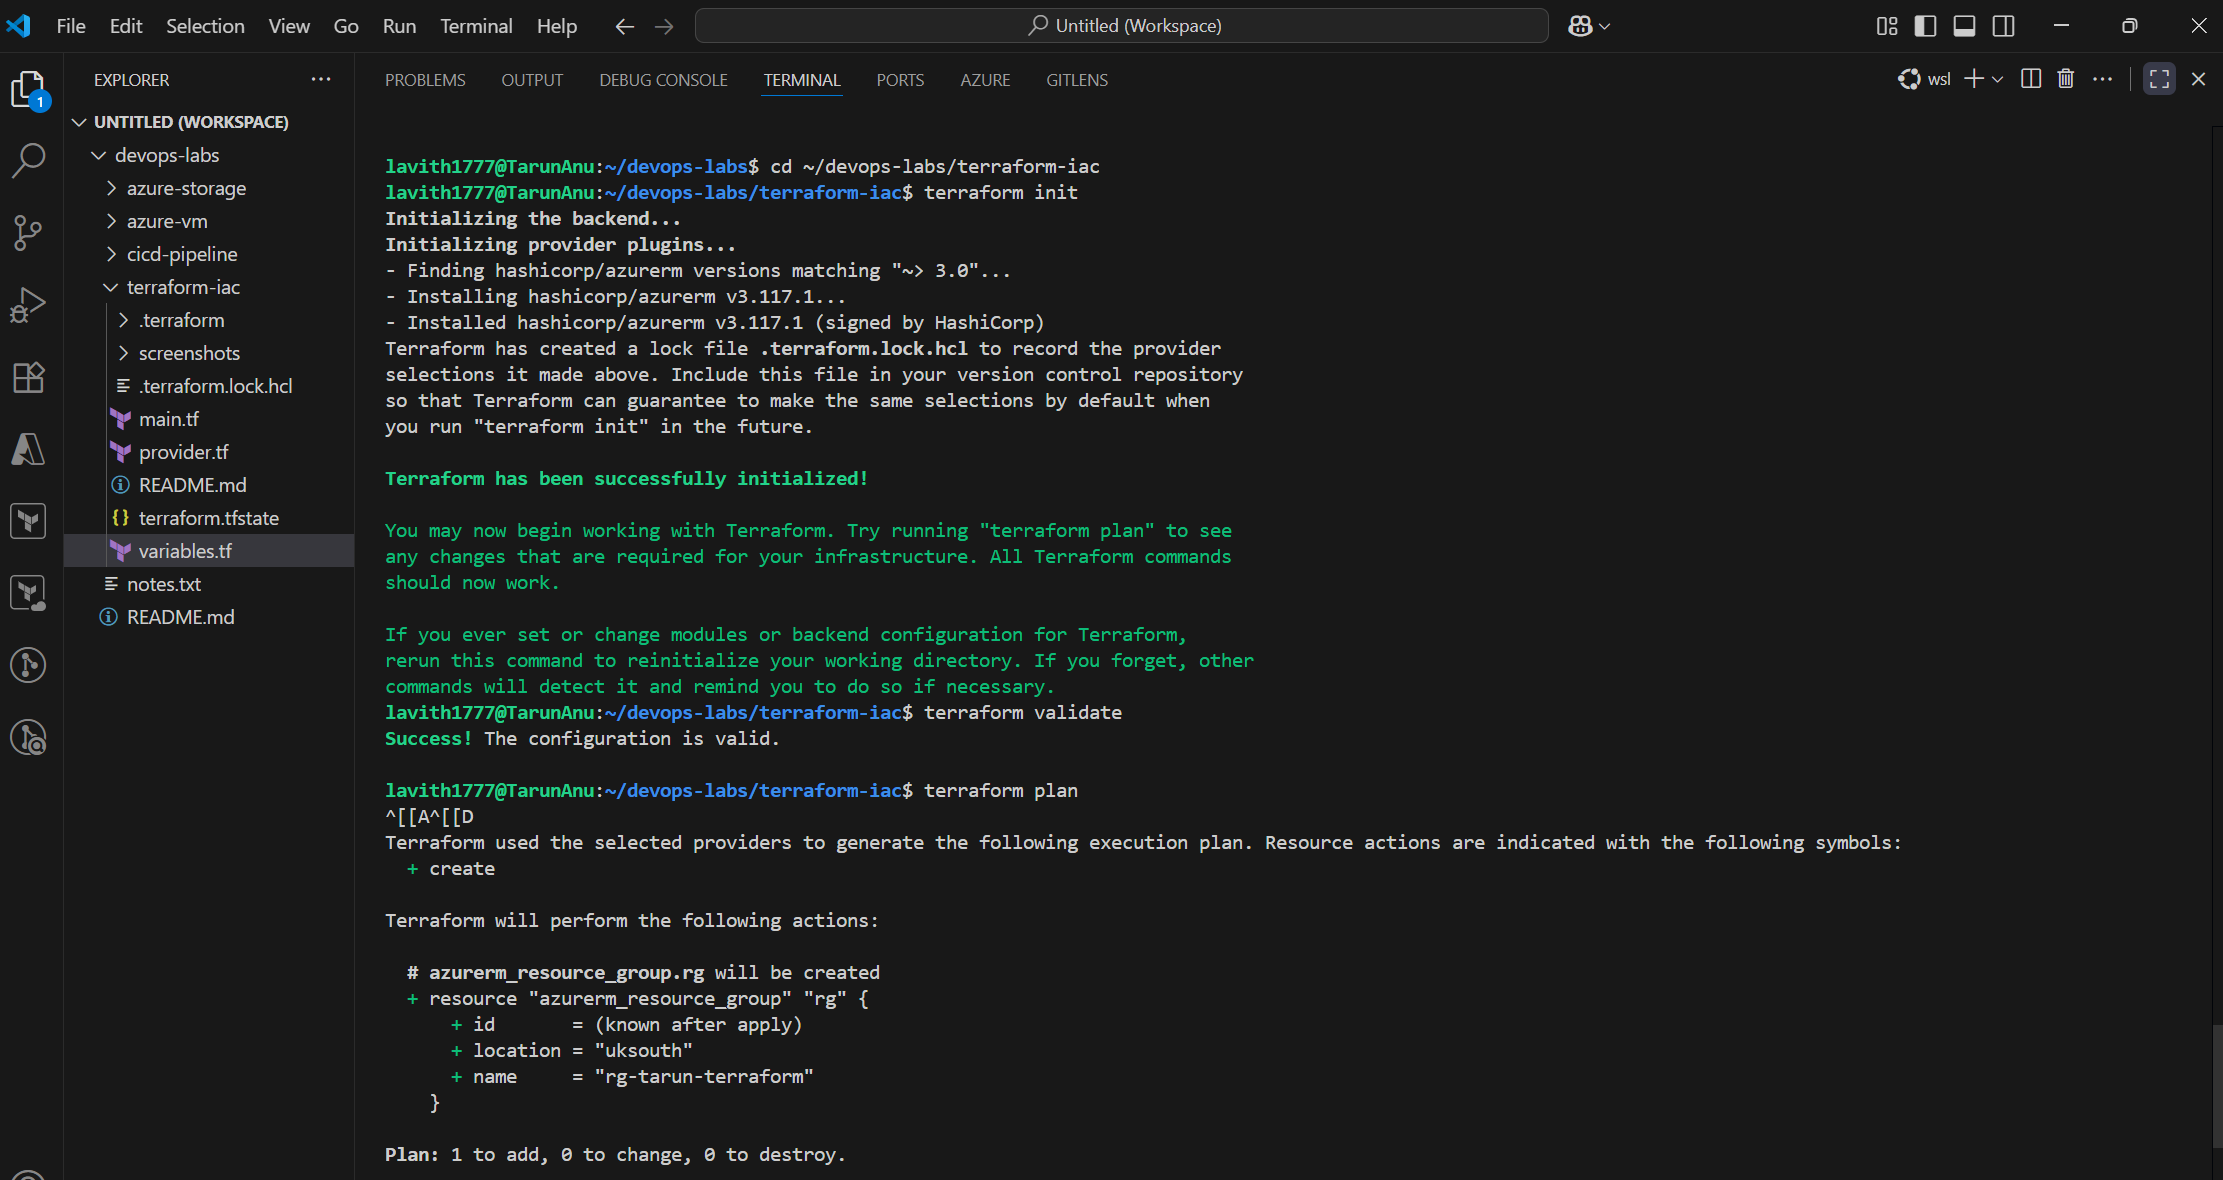 File Edit Selection View Go Run Terminal Help Untitled (Workspace)
EXPLORER
1
UNTITLED (WORKSPACE)
devops-labs
azure-storage
azure-vm
cicd-pipeline
terraform-iac
.terraform
screenshots
.terraform.lock.hcl
main.tf
provider.tf
README.md
terraform.tfstate
variables.tf
notes.txt
README.md
PROBLEMS OUTPUT DEBUG CONSOLE TERMINAL PORTS AZURE GITLENS wsl
lavith1777@TarunAnu:~/devops-labs$ cd ~/devops-labs/terraform-iac
lavith1777@TarunAnu:~/devops-labs/terraform-iac$ terraform init
Initializing the backend...
Initializing provider plugins...
- Finding hashicorp/azurerm versions matching "~> 3.0"...
- Installing hashicorp/azurerm v3.117.1...
- Installed hashicorp/azurerm v3.117.1 (signed by HashiCorp)
Terraform has created a lock file .terraform.lock.hcl to record the provider
selections it made above. Include this file in your version control repository
so that Terraform can guarantee to make the same selections by default when
you run "terraform init" in the future.
Terraform has been successfully initialized!
You may now begin working with Terraform. Try running "terraform plan" to see
any changes that are required for your infrastructure. All Terraform commands
should now work.
If you ever set or change modules or backend configuration for Terraform,
rerun this command to reinitialize your working directory. If you forget, other
commands will detect it and remind you to do so if necessary.
lavith1777@TarunAnu:~/devops-labs/terraform-iac$ terraform validate
Success! The configuration is valid.
lavith1777@TarunAnu:~/devops-labs/terraform-iac$ terraform plan
^[[A^[[D
Terraform used the selected providers to generate the following execution plan. Resource actions are indicated with the following symbols:
+ create
Terraform will perform the following actions:
# azurerm_resource_group.rg will be created
+ resource "azurerm_resource_group" "rg" {
+ id = (known after apply)
+ location = "uksouth"
+ name = "rg-tarun-terraform"
}
Plan: 1 to add, 0 to change, 0 to destroy.